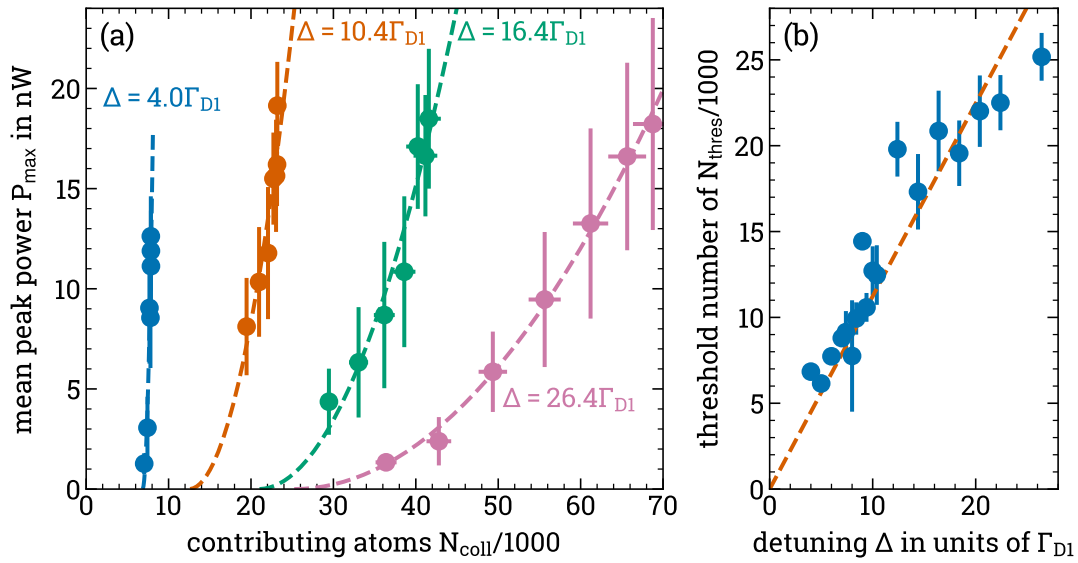 (a)
Δ = 10.4Γ_D1
Δ = 16.4Γ_D1
Δ = 4.0Γ_D1
Δ = 26.4Γ_D1
mean peak power P_max in nW
20
15
10
5
0
0 10 20 30 40 50 60 70
contributing atoms N_coll/1000
(b)
threshold number of N_thres/1000
25
20
15
10
5
0
0 10 20
detuning Δ in units of Γ_D1